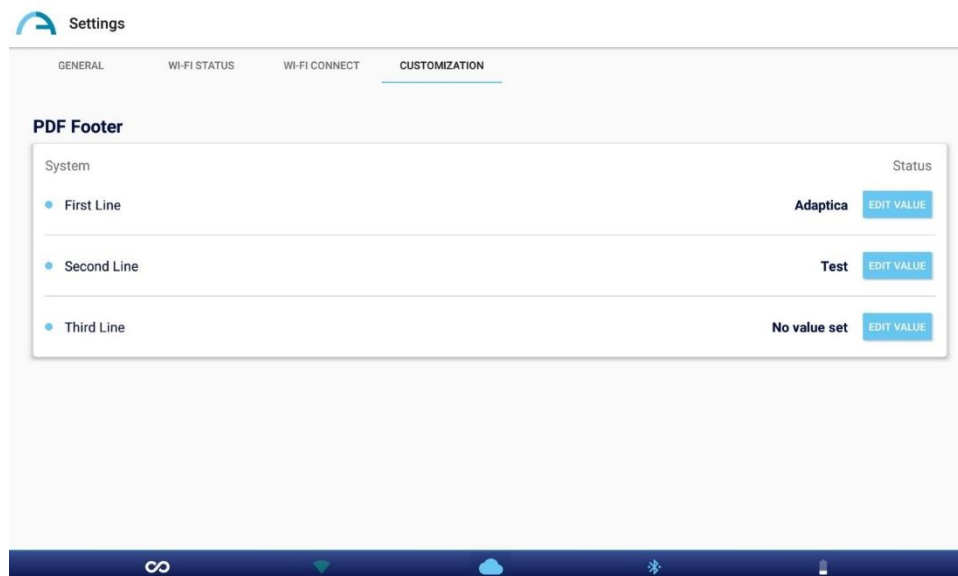 Settings
GENERAL WI-FI STATUS WI-FI CONNECT CUSTOMIZATION
PDF Footer
System Status
First Line Adaptica EDIT VALUE
Second Line Test EDIT VALUE
Third Line No value set EDIT VALUE